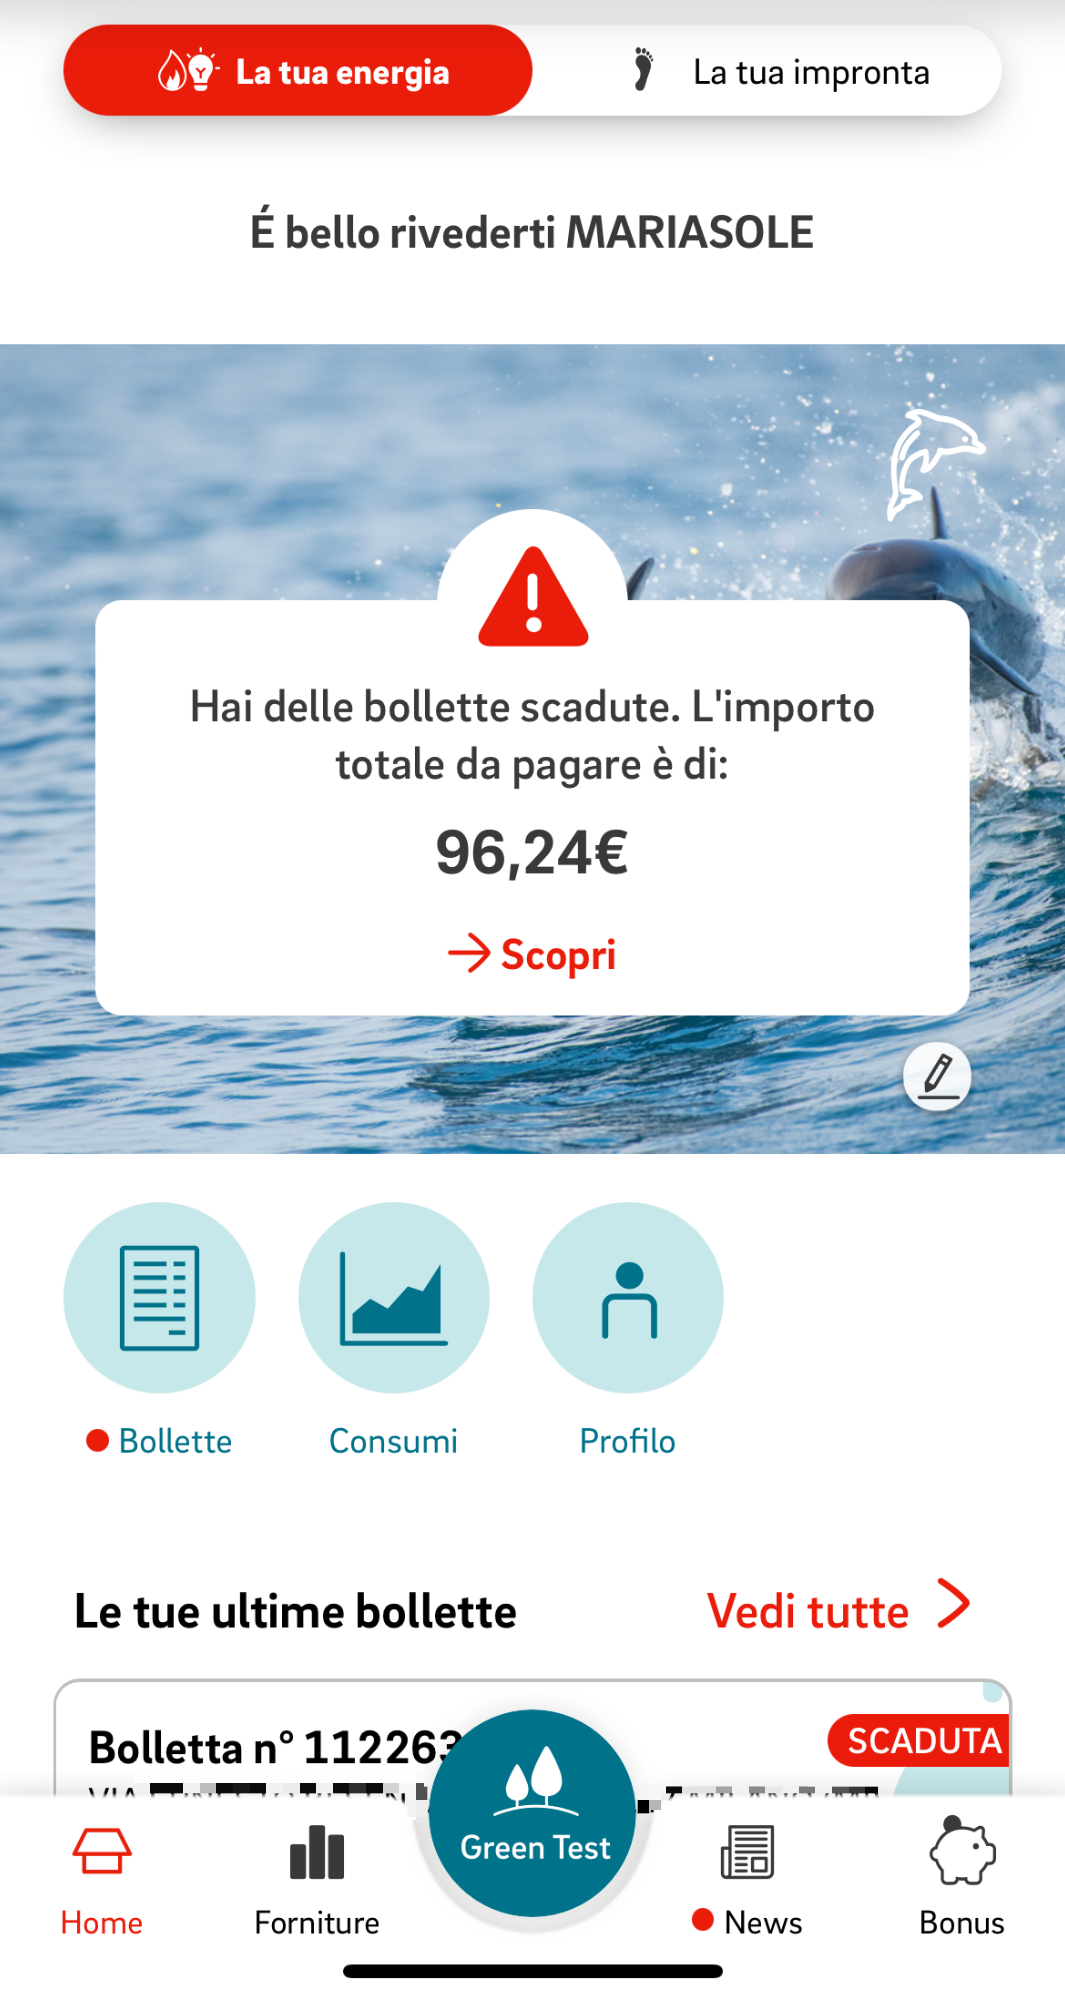 La tua energia
La tua impronta
É bello rivederti MARIASOLE
Hai delle bollette scadute. L'importo
totale da pagare è di:
96,24€
Scopri
Bollette
Consumi
Profilo
Le tue ultime bollette
Vedi tutte
Bolletta n° 112263
SCADUTA
VIA
Green Test
Home
Forniture
News
Bonus